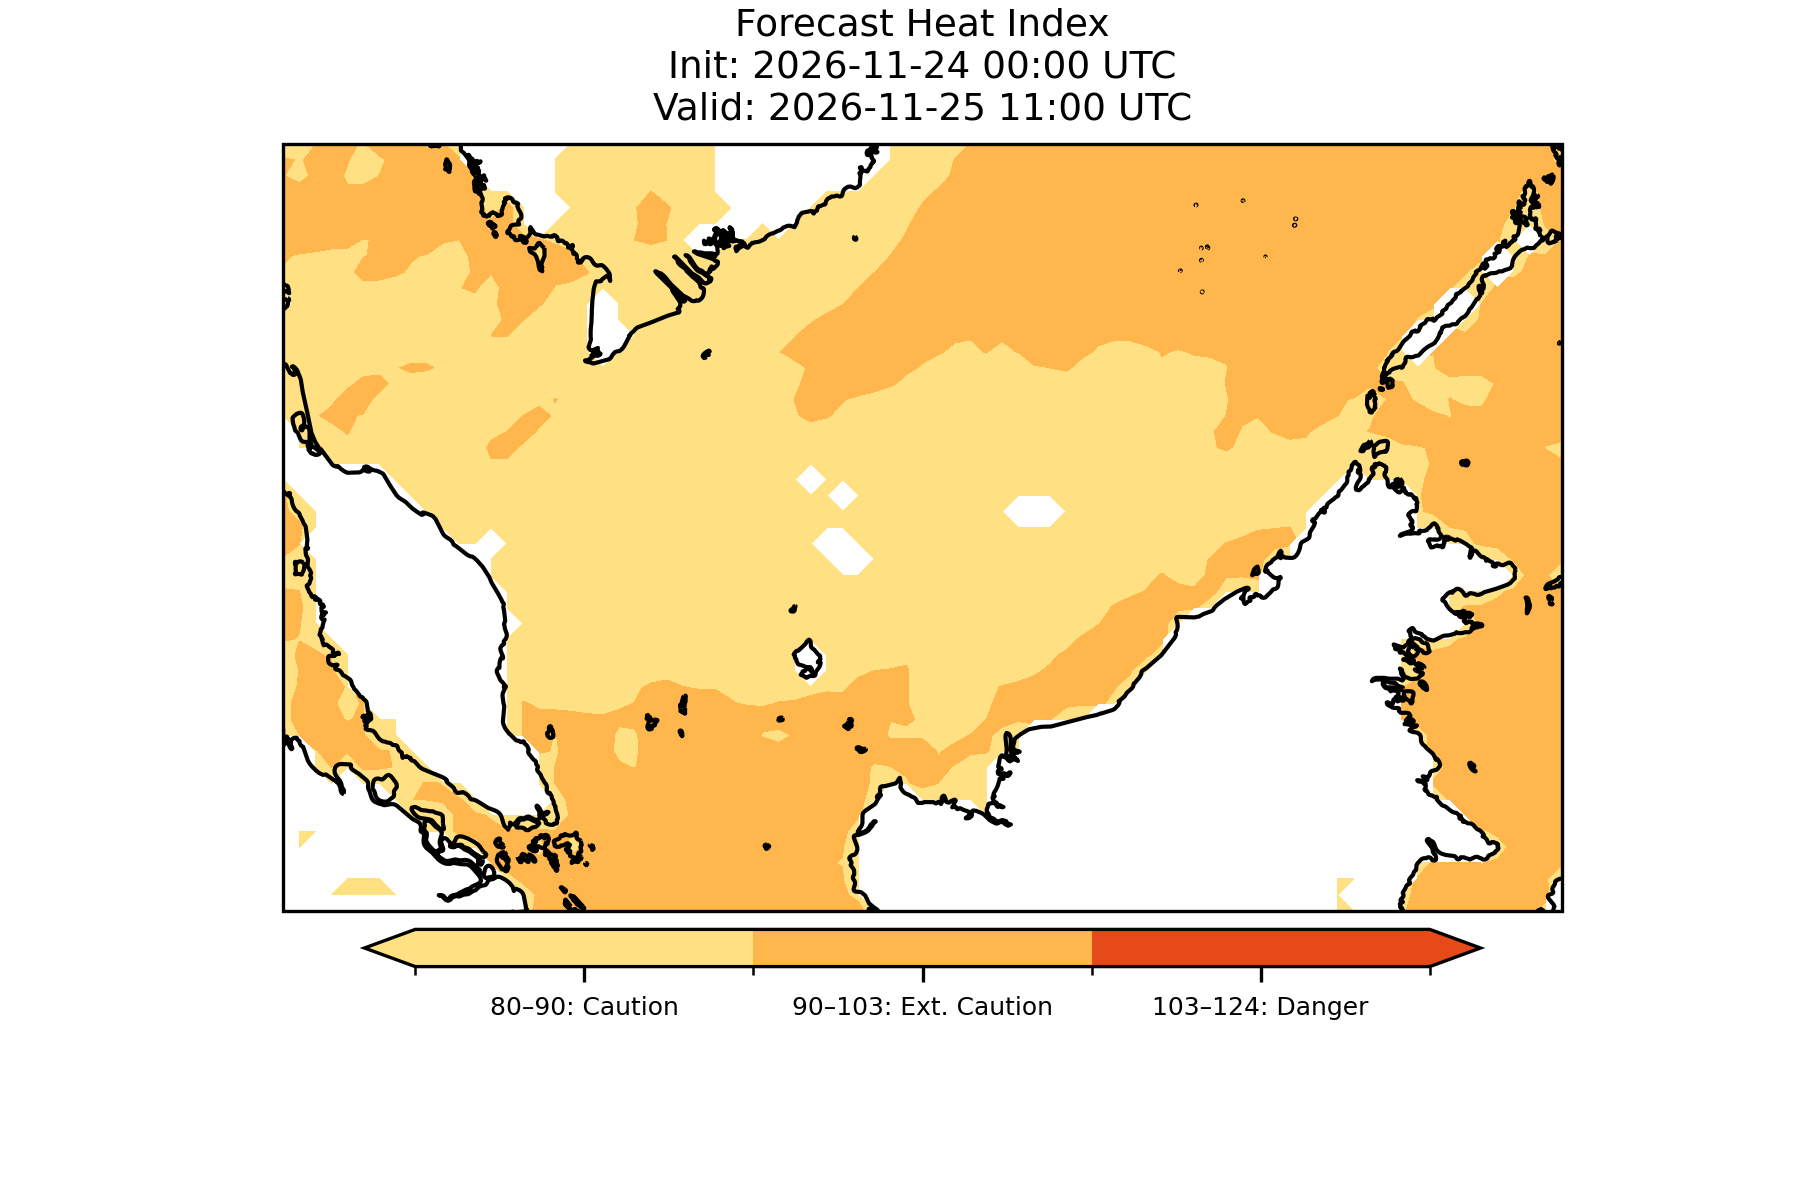 Forecast Heat Index
Init: 2026-11-24 00:00 UTC
Valid: 2026-11-25 11:00 UTC
80–90: Caution
90–103: Ext. Caution
103–124: Danger